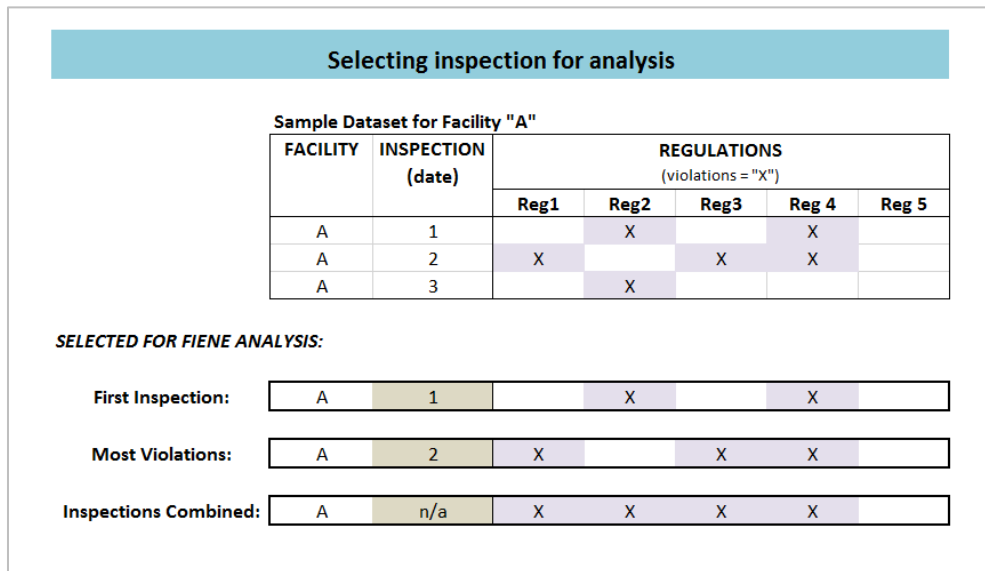 Selecting inspection for analysis
Sample Dataset for Facility "A"
FACILITY INSPECTION REGULATIONS
(date) (violations = "X")
Reg1 Reg2 Reg3 Reg 4 Reg 5
A 1 X X
A 2 X X X
A 3 X
SELECTED FOR FIENE ANALYSIS:
First Inspection: A 1 X X
Most Violations: A 2 X X X
Inspections Combined: A n/a X X X X